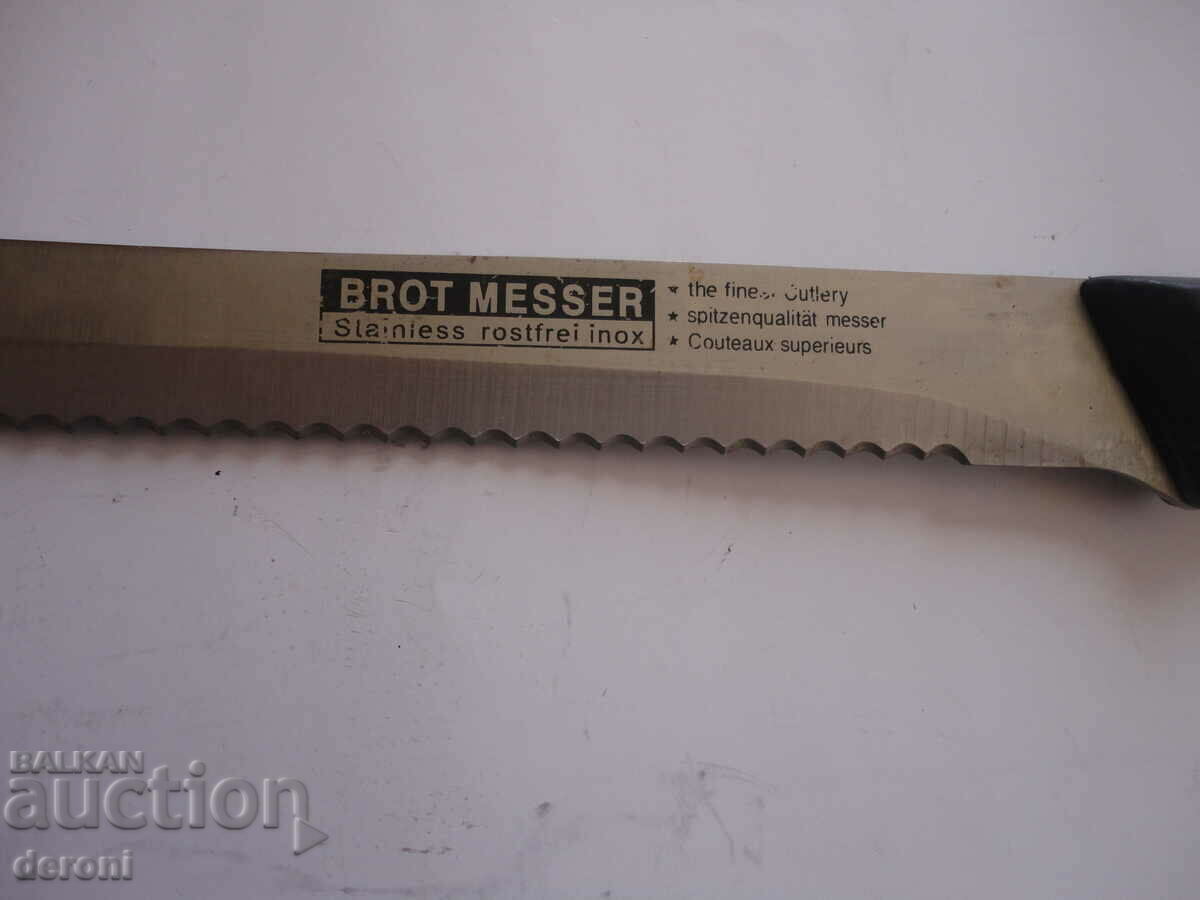 BROT MESSER
Stainless rostfrei inox
★ the finest Cutlery
★ spitzenqualität messer
★ Couteaux superieurs
BALKAN
auction
deroni